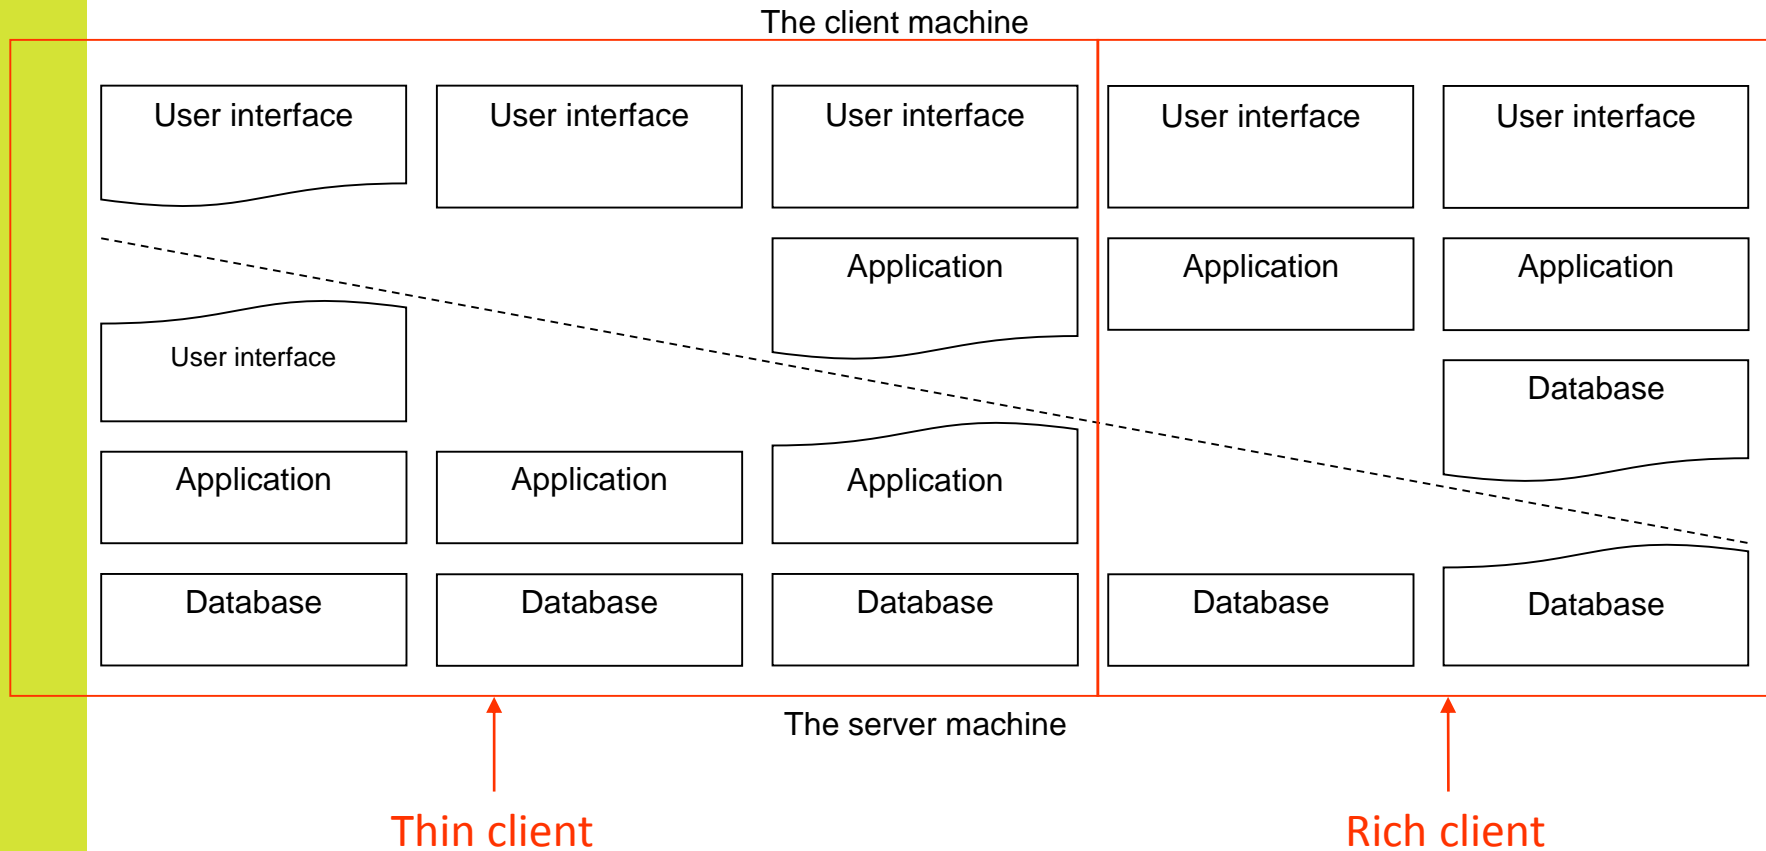 The client machine
User interface User interface User interface User interface User interface
Application Application Application
User interface
Database
Application Application Application
Database Database Database Database Database
The server machine
Thin client Rich client